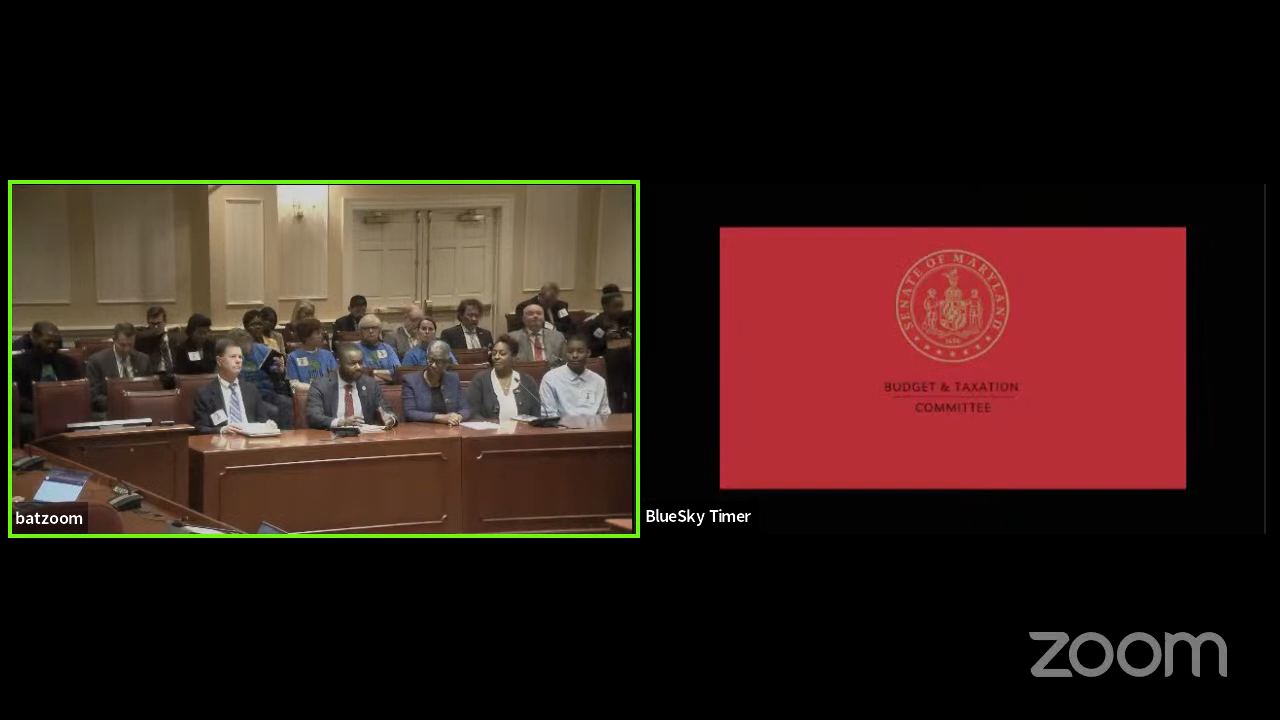 batzoom
SENATE OF MARYLAND
BUDGET & TAXATION
COMMITTEE
BlueSky Timer
zoom